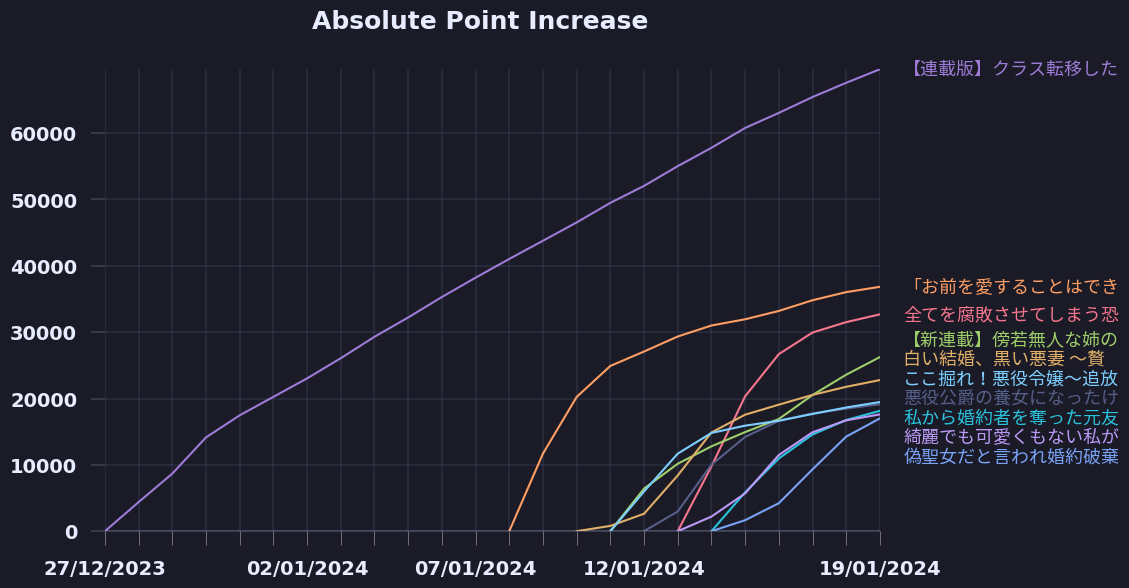 Absolute Point Increase
【連載版】クラス転移した
60000
50000
40000
「お前を愛することはでき
全てを腐敗させてしまう恐
30000
【新連載】傍若無人な姉の
白い結婚、黒い悪妻 ～贅
ここ掘れ！悪役令嬢～追放
20000
悪役公爵の養女になったけ
私から婚約者を奪った元友
綺麗でも可愛くもない私が
10000
偽聖女だと言われ婚約破棄
0
27/12/2023
02/01/2024
07/01/2024
12/01/2024
19/01/2024